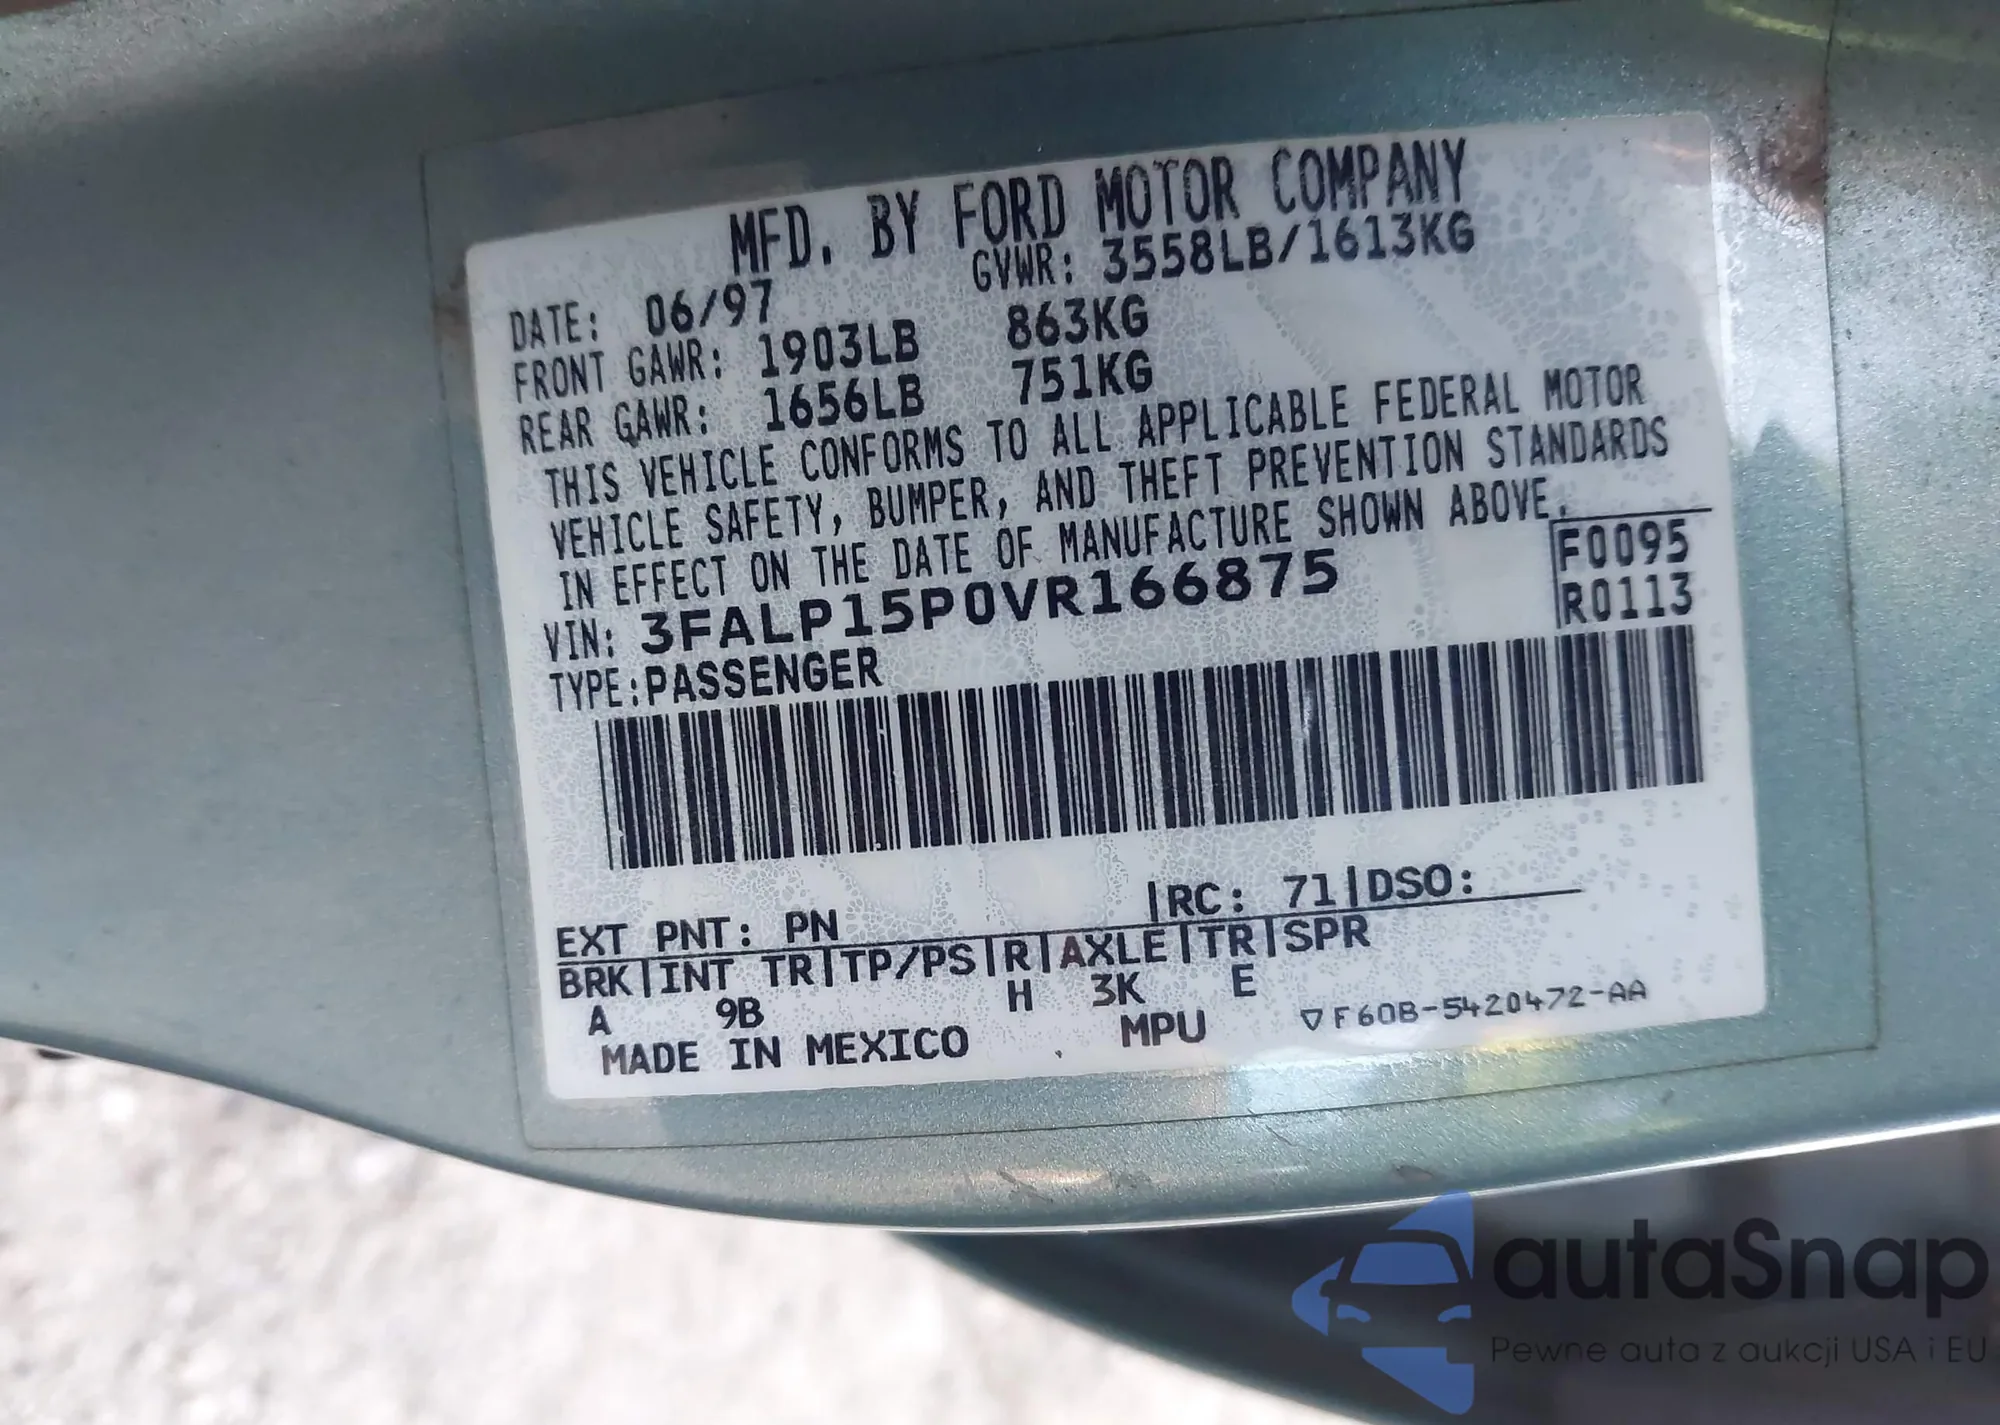 MFD. BY FORD MOTOR COMPANY
DATE: 06/97 GVWR: 3558LB/1613KG
FRONT GAWR: 1903LB 863KG
REAR GAWR: 1656LB 751KG
THIS VEHICLE CONFORMS TO ALL APPLICABLE FEDERAL MOTOR
VEHICLE SAFETY, BUMPER, AND THEFT PREVENTION STANDARDS
IN EFFECT ON THE DATE OF MANUFACTURE SHOWN ABOVE.
VIN: 3FALP15P0VR166875 F0095
TYPE:PASSENGER R0113
EXT PNT: PN |RC: 71|DSO:
BRK|INT TR|TP/PS|R|AXLE|TR|SPR
A 9B H 3K E
MADE IN MEXICO . MPU ▽F60B-5420472-AA
autaSnap
Pewne auta z aukcji USA i EU